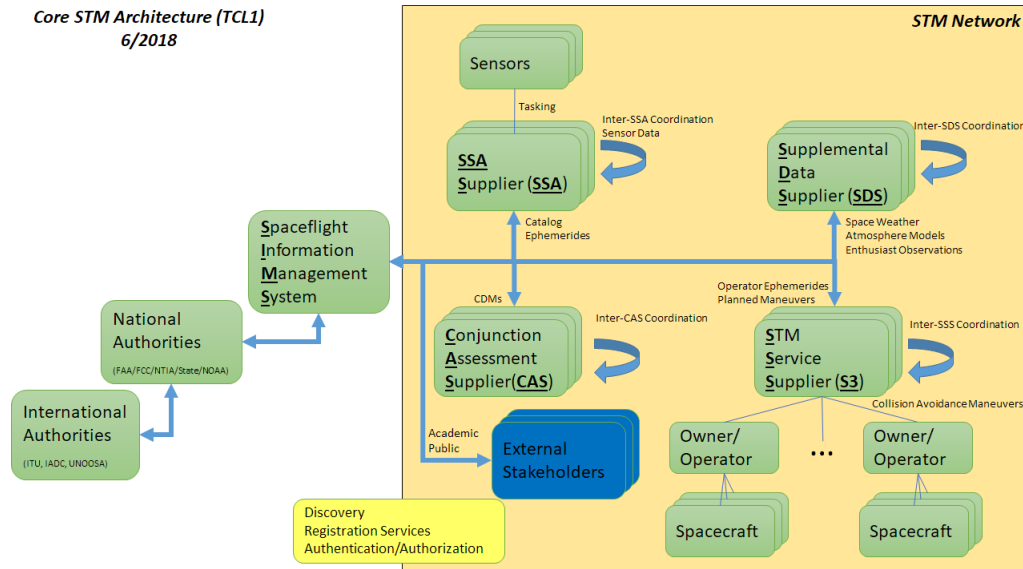 Core STM Architecture (TCL1)
6/2018
STM Network
Sensors
Tasking
Inter-SSA Coordination
Sensor Data
SSA
Supplier (SSA)
Inter-SDS Coordination
Supplemental
Data
Supplier (SDS)
Catalog
Ephemerides
Space Weather
Atmosphere Models
Enthusiast Observations
Spaceflight
Information
Management
System
CDMs
Operator Ephemerides
Planned Maneuvers
National
Authorities
(FAA/FCC/NTIA/State/NOAA)
Conjunction
Assessment
Supplier(CAS)
Inter-CAS Coordination
STM
Service
Supplier (S3)
Inter-SSS Coordination
International
Authorities
(ITU, IADC, UNOOSA)
Collision Avoidance Maneuvers
Academic
Public
External
Stakeholders
Owner/
Operator
...
Owner/
Operator
Discovery
Registration Services
Authentication/Authorization
Spacecraft
Spacecraft